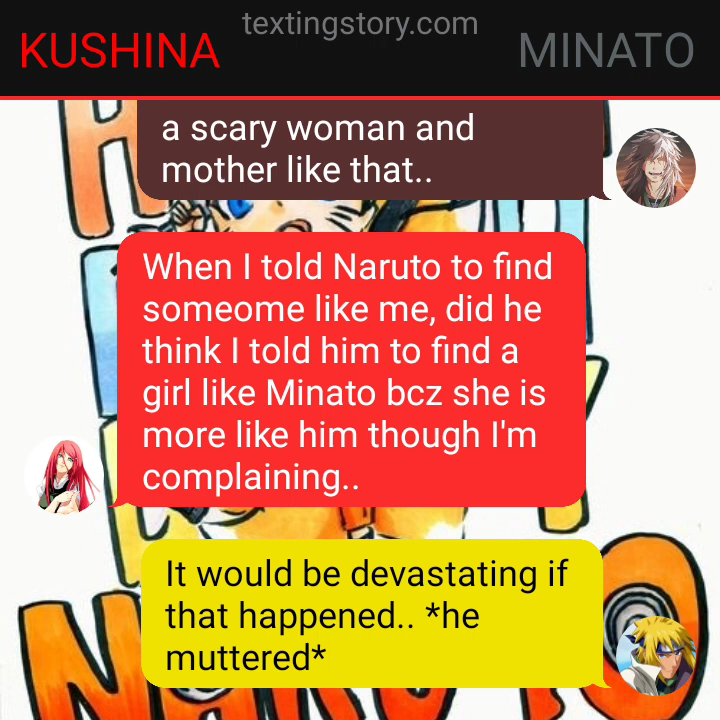 textingstory.com
KUSHINA
MINATO
a scary woman and
mother like that..
When I told Naruto to find
someome like me, did he
think I told him to find a
girl like Minato bcz she is
more like him though I'm
complaining..
It would be devastating if
that happened.. *he
muttered*